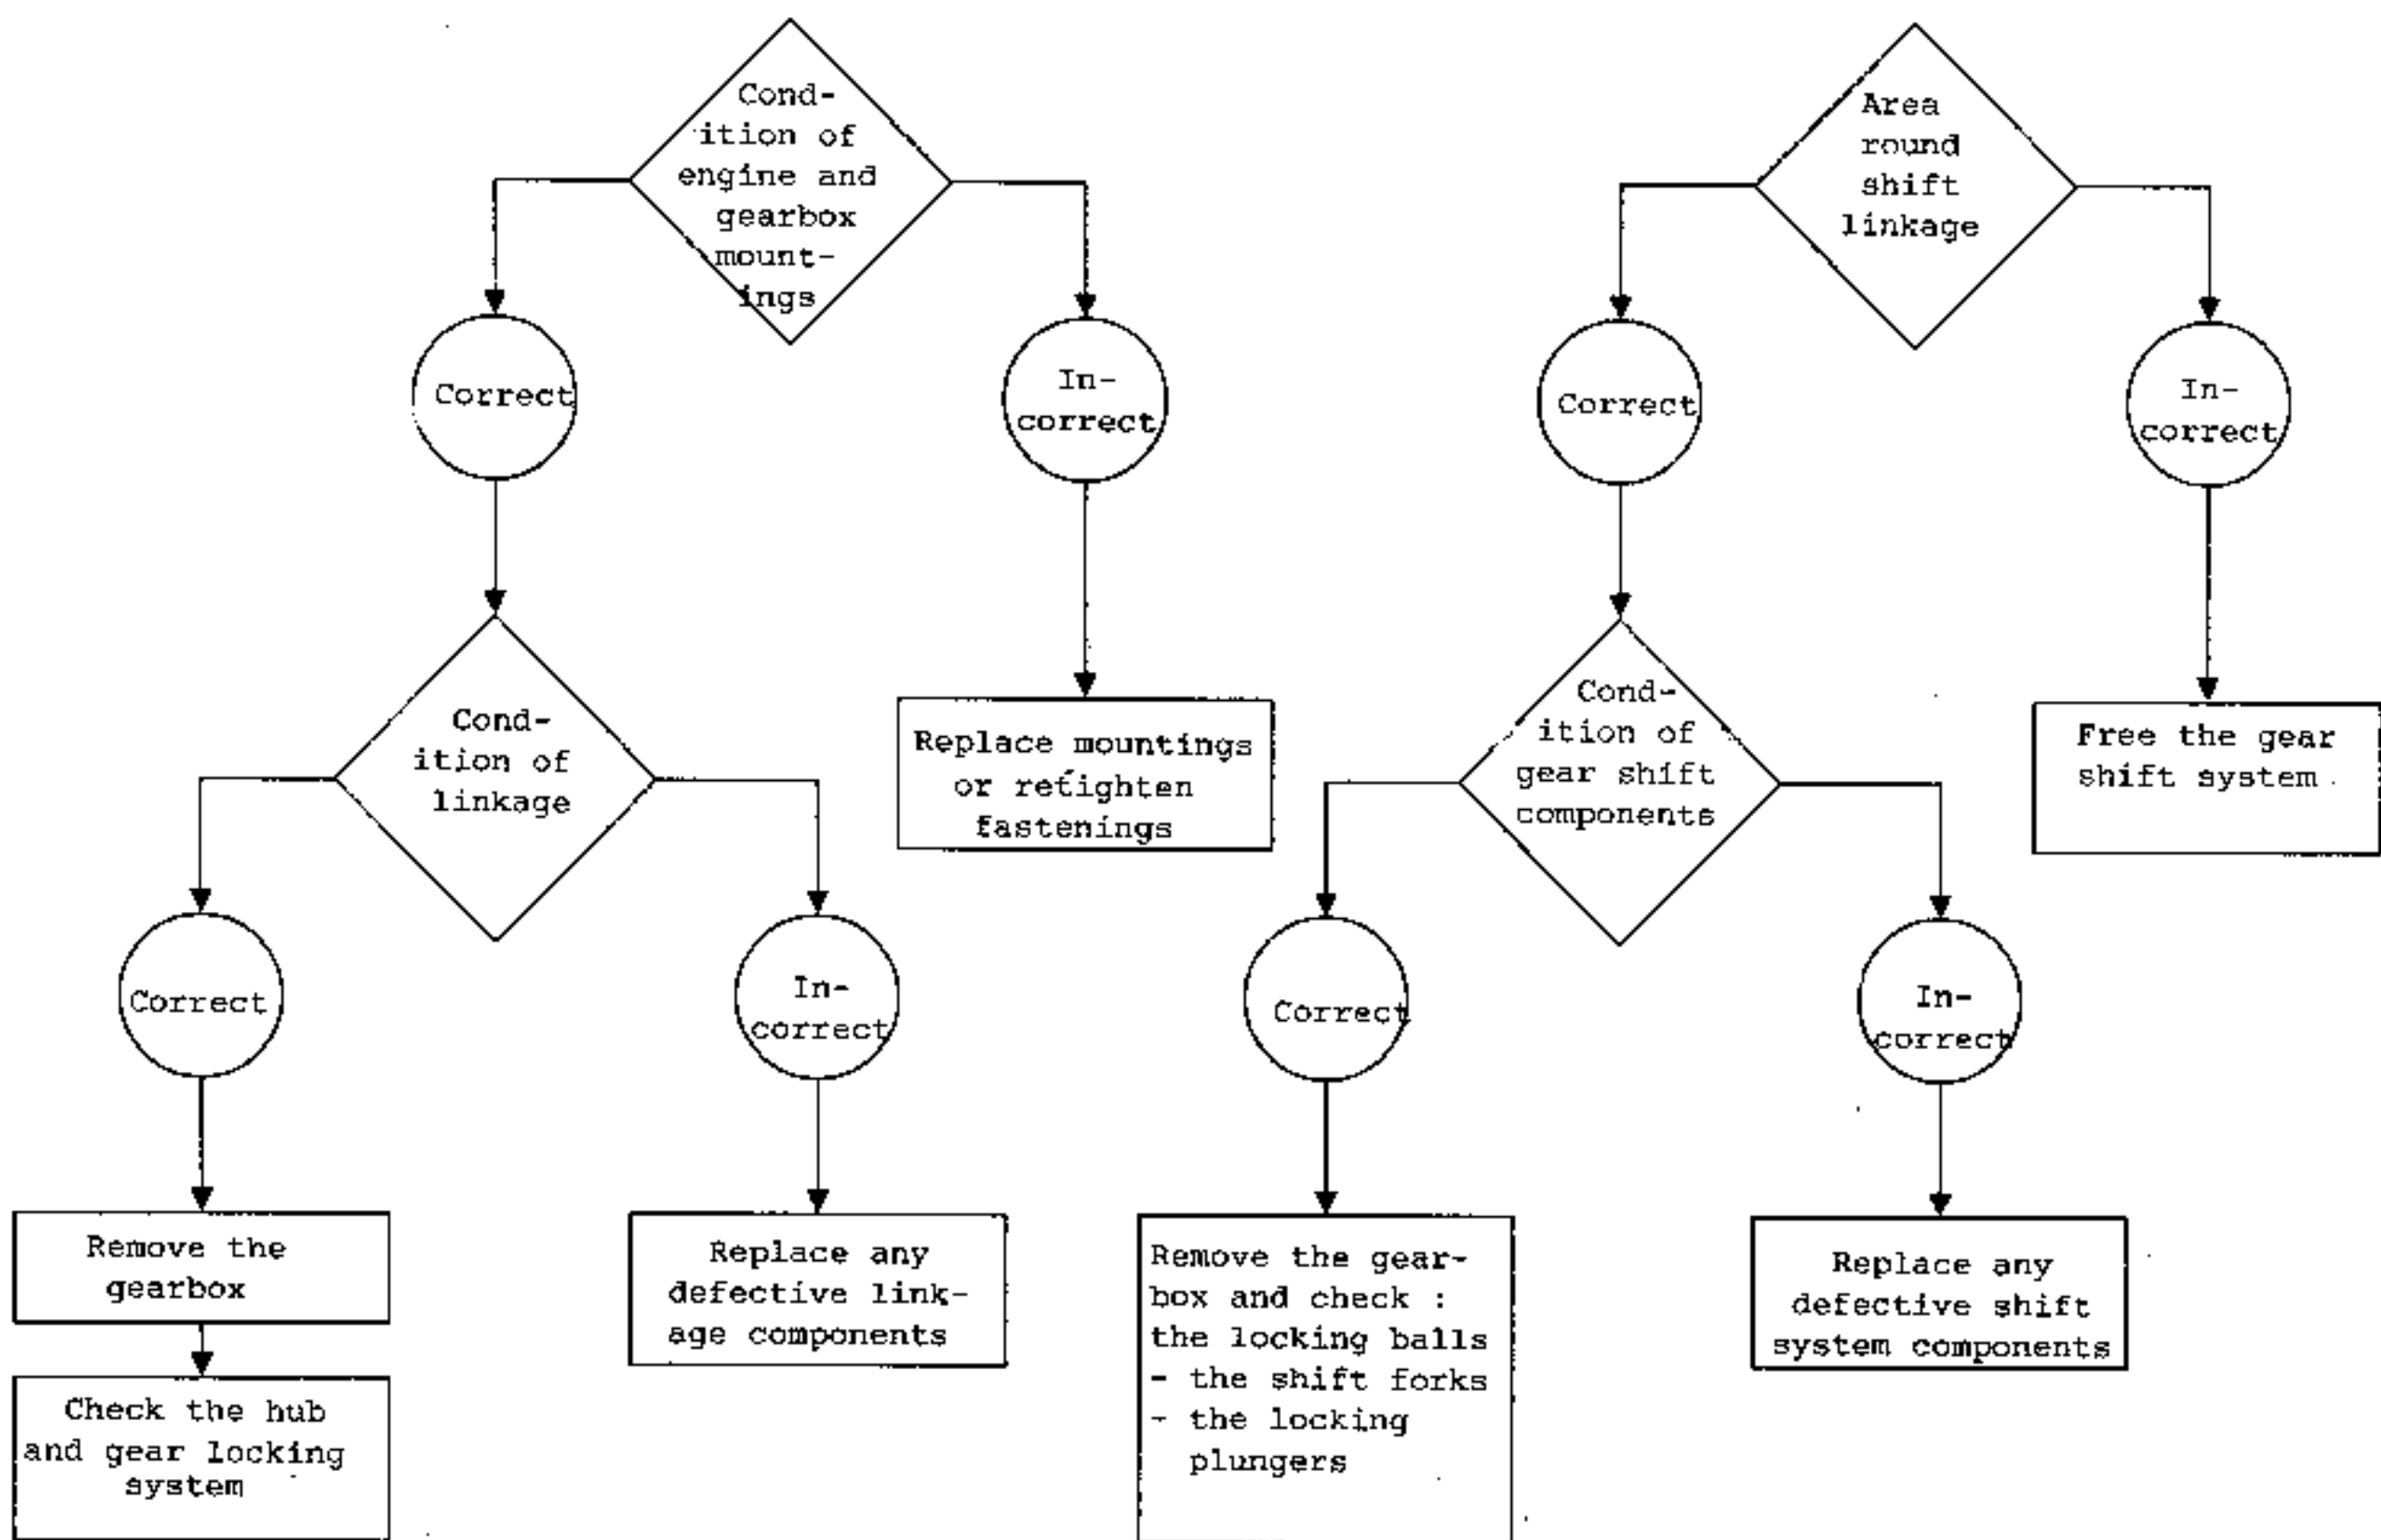 Cond-
ition of
engine and
gearbox
mount-
ings
Correct
In-
correct
Cond-
ition of
linkage
Replace mountings
or retighten
fastenings
Correct
In-
correct
Remove the
gearbox
Check the hub
and gear locking
system
Replace any
defective link-
age components
Area
round
shift
linkage
Correct
In-
correct
Cond-
ition of
gear shift
components
Free the gear
shift system
Correct
In-
correct
Remove the gear-
box and check :
the locking balls
- the shift forks
- the locking
plungers
Replace any
defective shift
system components